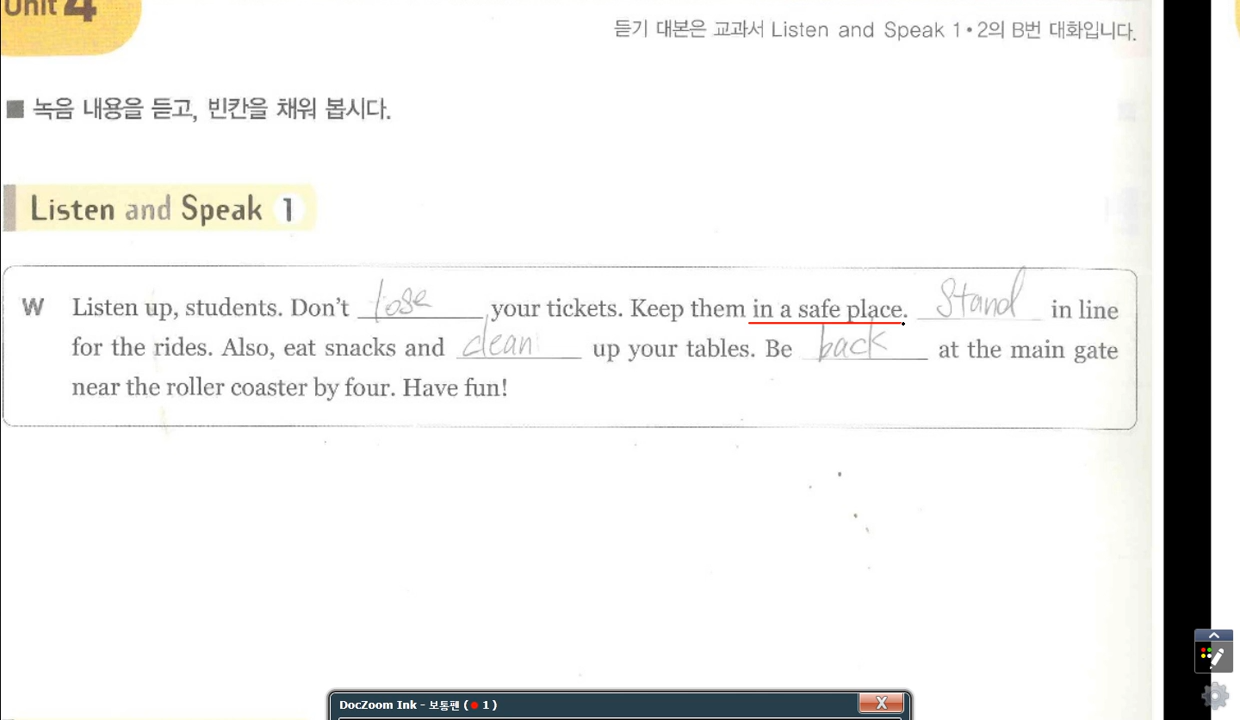 Unit 4
듣기 대본은 교과서 Listen and Speak 1•2의 B번 대화입니다.
■ 녹음 내용을 듣고, 빈칸을 채워 봅시다.
Listen and Speak 1
W Listen up, students. Don't lose your tickets. Keep them in a safe place. Stand in line
for the rides. Also, eat snacks and clean up your tables. Be back at the main gate
near the roller coaster by four. Have fun!
DocZoom Ink - 보통펜 ( 1 ) X